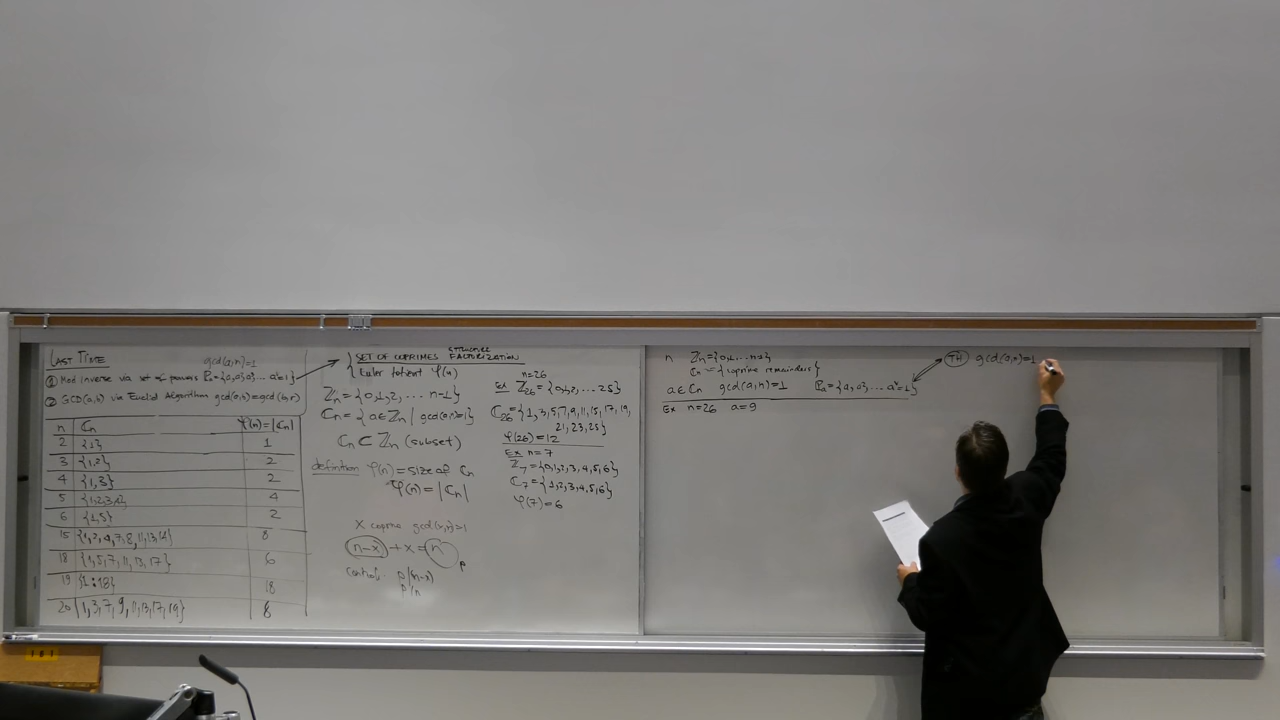 LAST TIME
gcd(a,n)=1
① Mod inverse via set of powers Pa={a,a²,a³... aˢ=1}
② GCD(a,b) via Euclid Algorithm gcd(a,b)=gcd(b,r)
n Cn φ(n)=|Cn|
2 {1} 1
3 {1,2} 2
4 {1,3} 2
5 {1,2,3,4} 4
6 {1,5} 2
15 {1,2,4,7,8,11,13,14} 8
18 {1,5,7,11,13,17} 6
19 {1:18} 18
20 {1,3,7,9,11,13,17,19} 8
STRUCTURE
SET OF COPRIMES FACTORIZATION
Euler totient φ(n)
Zn={0,1,2,... n-1}
Cn={a∈Zn | gcd(a,n)=1}
Cn⊂Zn (subset)
definition φ(n)=size of Cn
φ(n)=|Cn|
X coprime gcd(x,n)=1
n-x + x = n
p
p|(n-x)
p|n
n=26
Ex Z26={0,1,2,...25}
C26={1,3,5,7,9,11,15,17,19,
21,23,25}
φ(26)=12
Ex n=7
Z7={0,1,2,3,4,5,6}
C7={1,2,3,4,5,6}
φ(7)=6
n Zn={0,1,...n-1}
Cn={coprime remainders}
a∈Cn gcd(a,n)=1 Pa={a,a²,... aˢ=1}
Ex n=26 a=9
TH gcd(a,n)=1
181